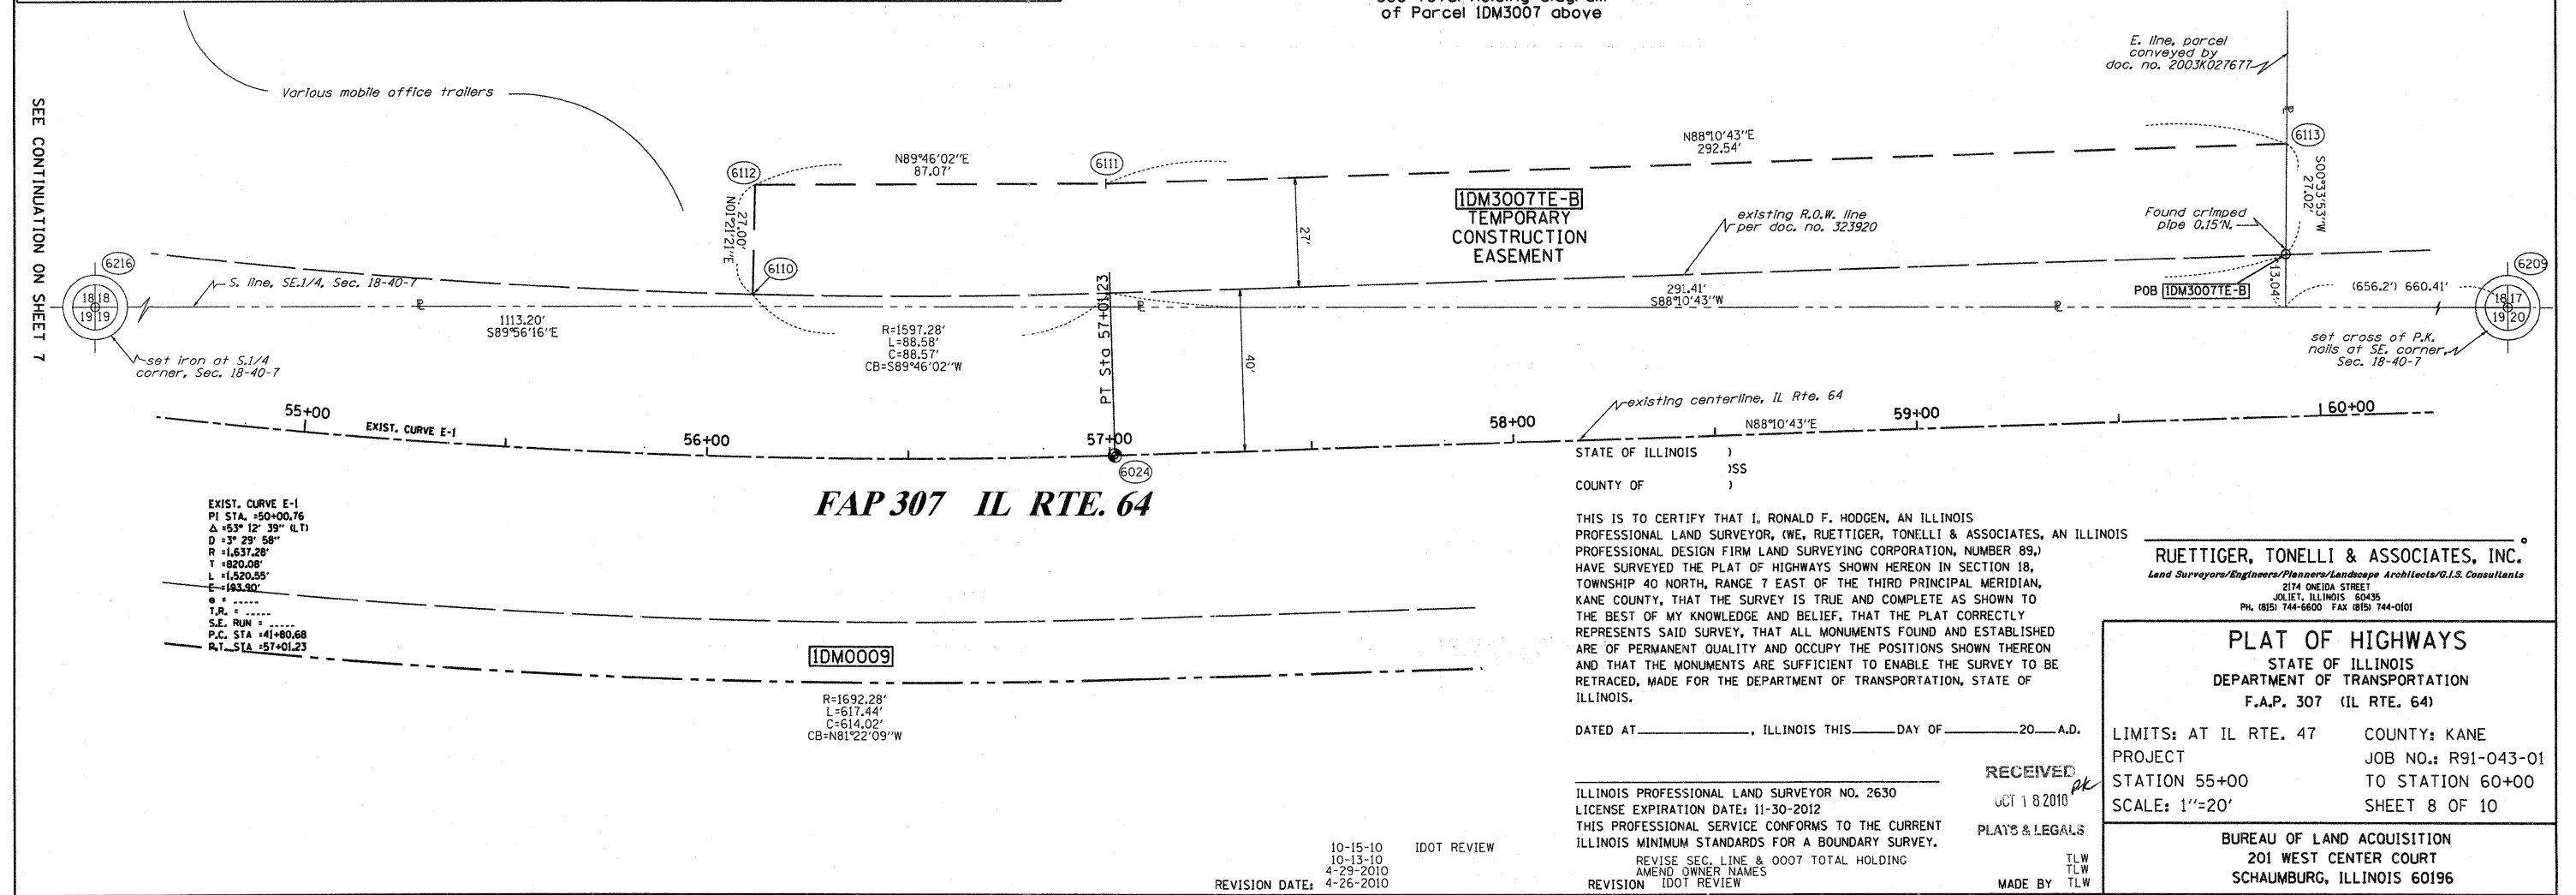 of Parcel 1DM3007 above
E. line, parcel
conveyed by
doc. no. 2003K027677
Various mobile office trailers
SEE CONTINUATION ON SHEET 7
6112
N89°46'02"E
87.07'
6111
N88°10'43"E
292.54'
6113
S00°33'53"W
27.02'
N01°21'21"E
27.00'
1DM3007TE-B
TEMPORARY
CONSTRUCTION
EASEMENT
27'
existing R.O.W. line
per doc. no. 323920
Found crimped
pipe 0.15'N.
6216
6110
6209
S. line, SE.1/4, Sec. 18-40-7
18 18
19 19
1113.20'
S89°56'16"E
R=1597.28'
L=88.58'
C=88.57'
CB=S89°46'02"W
PT Sta 57+01.23
291.41'
S88°10'43"W
POB 1DM3007TE-B
13.04'
(656.2') 660.41'
18 17
19 20
set iron at S.1/4
corner, Sec. 18-40-7
set cross of P.K.
nails at SE. corner,
Sec. 18-40-7
40'
existing centerline, IL Rte. 64
55+00
EXIST. CURVE E-1
56+00
57+00
58+00
N88°10'43"E
59+00
60+00
6024
FAP 307 IL RTE. 64
EXIST. CURVE E-1
PI STA. =50+00.76
Δ =53° 12' 39" (LT)
D =3° 29' 58"
R =1,637.28'
T =820.08'
L =1,520.55'
E =193.90'
e = -----
T.R. = -----
S.E. RUN = -----
P.C. STA =41+80.68
P.T. STA =57+01.23
1DM0009
R=1692.28'
L=617.44'
C=614.02'
CB=N81°22'09"W
STATE OF ILLINOIS )
)SS
COUNTY OF )
THIS IS TO CERTIFY THAT I, RONALD F. HODGEN, AN ILLINOIS
PROFESSIONAL LAND SURVEYOR, (WE, RUETTIGER, TONELLI & ASSOCIATES, AN ILLINOIS
PROFESSIONAL DESIGN FIRM LAND SURVEYING CORPORATION, NUMBER 89,)
HAVE SURVEYED THE PLAT OF HIGHWAYS SHOWN HEREON IN SECTION 18,
TOWNSHIP 40 NORTH, RANGE 7 EAST OF THE THIRD PRINCIPAL MERIDIAN,
KANE COUNTY, THAT THE SURVEY IS TRUE AND COMPLETE AS SHOWN TO
THE BEST OF MY KNOWLEDGE AND BELIEF, THAT THE PLAT CORRECTLY
REPRESENTS SAID SURVEY, THAT ALL MONUMENTS FOUND AND ESTABLISHED
ARE OF PERMANENT QUALITY AND OCCUPY THE POSITIONS SHOWN THEREON
AND THAT THE MONUMENTS ARE SUFFICIENT TO ENABLE THE SURVEY TO BE
RETRACED, MADE FOR THE DEPARTMENT OF TRANSPORTATION, STATE OF
ILLINOIS.
DATED AT__________, ILLINOIS THIS_____DAY OF__________20___A.D.
ILLINOIS PROFESSIONAL LAND SURVEYOR NO. 2630
LICENSE EXPIRATION DATE: 11-30-2012
THIS PROFESSIONAL SERVICE CONFORMS TO THE CURRENT
ILLINOIS MINIMUM STANDARDS FOR A BOUNDARY SURVEY.
RECEIVED
OCT 18 2010
PLATS & LEGALS
10-15-10 IDOT REVIEW
10-13-10 REVISE SEC. LINE & 0007 TOTAL HOLDING TLW
4-29-2010 AMEND OWNER NAMES TLW
REVISION DATE: 4-26-2010 REVISION IDOT REVIEW MADE BY TLW
RUETTIGER, TONELLI & ASSOCIATES, INC.
Land Surveyors/Engineers/Planners/Landscape Architects/G.I.S. Consultants
2174 ONEIDA STREET
JOLIET, ILLINOIS 60435
PH. (815) 744-6600 FAX (815) 744-0101
PLAT OF HIGHWAYS
STATE OF ILLINOIS
DEPARTMENT OF TRANSPORTATION
F.A.P. 307 (IL RTE. 64)
LIMITS: AT IL RTE. 47 COUNTY: KANE
PROJECT JOB NO.: R91-043-01
STATION 55+00 TO STATION 60+00
SCALE: 1"=20' SHEET 8 OF 10
BUREAU OF LAND ACQUISITION
201 WEST CENTER COURT
SCHAUMBURG, ILLINOIS 60196